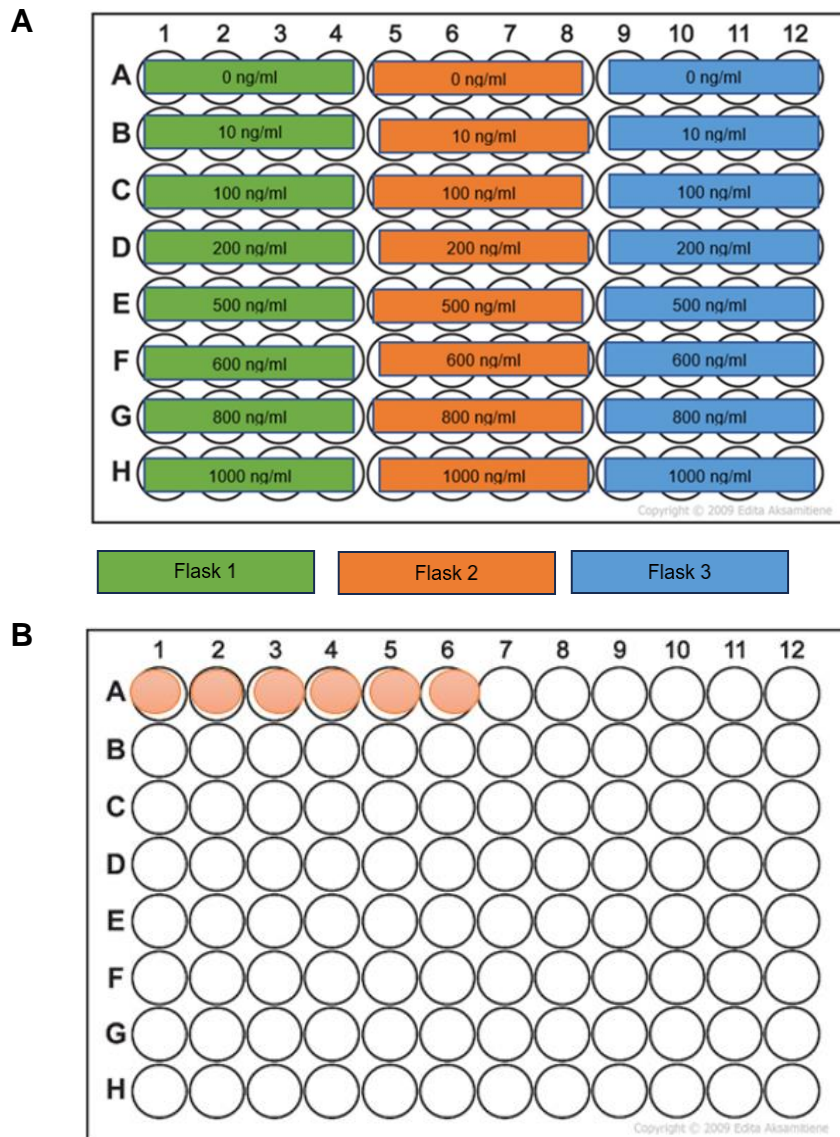 A
1 2 3 4 5 6 7 8 9 10 11 12
A 0 ng/ml 0 ng/ml 0 ng/ml
B 10 ng/ml 10 ng/ml 10 ng/ml
C 100 ng/ml 100 ng/ml 100 ng/ml
D 200 ng/ml 200 ng/ml 200 ng/ml
E 500 ng/ml 500 ng/ml 500 ng/ml
F 600 ng/ml 600 ng/ml 600 ng/ml
G 800 ng/ml 800 ng/ml 800 ng/ml
H 1000 ng/ml 1000 ng/ml 1000 ng/ml
Copyright © 2009 Edita Aksamitiene
Flask 1 Flask 2 Flask 3
B
1 2 3 4 5 6 7 8 9 10 11 12
A
B
C
D
E
F
G
H
Copyright © 2009 Edita Aksamitiene